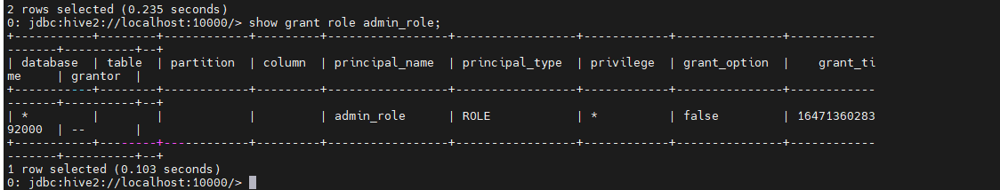 2 rows selected (0.235 seconds)
0: jdbc:hive2://localhost:10000/> show grant role admin_role;
+-----------+--------+------------+---------+-----------------+-----------------+------------+---------------+------------
-------+----------+--+
| database  | table  | partition  | column  | principal_name  | principal_type  | privilege  | grant_option  |    grant_ti
me     | grantor  |
+-----------+--------+------------+---------+-----------------+-----------------+------------+---------------+------------
-------+----------+--+
| *         |        |            |         | admin_role      | ROLE            | *          | false         | 16471360283
92000  | --       |
+-----------+--------+------------+---------+-----------------+-----------------+------------+---------------+------------
-------+----------+--+
1 row selected (0.103 seconds)
0: jdbc:hive2://localhost:10000/>